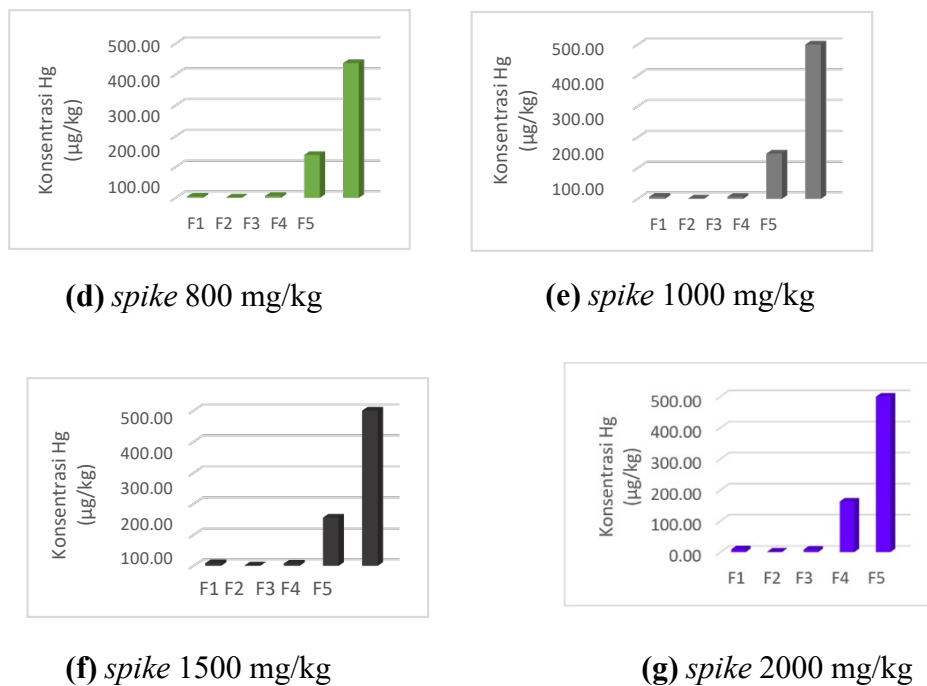 Konsentrasi Hg
(µg/kg)
500.00
400.00
300.00
200.00
100.00
F1 F2 F3 F4 F5
(d) spike 800 mg/kg
Konsentrasi Hg
(µg/kg)
500.00
400.00
300.00
200.00
100.00
F1 F2 F3 F4 F5
(e) spike 1000 mg/kg
Konsentrasi Hg
(µg/kg)
500.00
400.00
300.00
200.00
100.00
F1 F2 F3 F4 F5
(f) spike 1500 mg/kg
Konsentrasi Hg
(µg/kg)
500.00
400.00
300.00
200.00
100.00
0.00
F1 F2 F3 F4 F5
(g) spike 2000 mg/kg